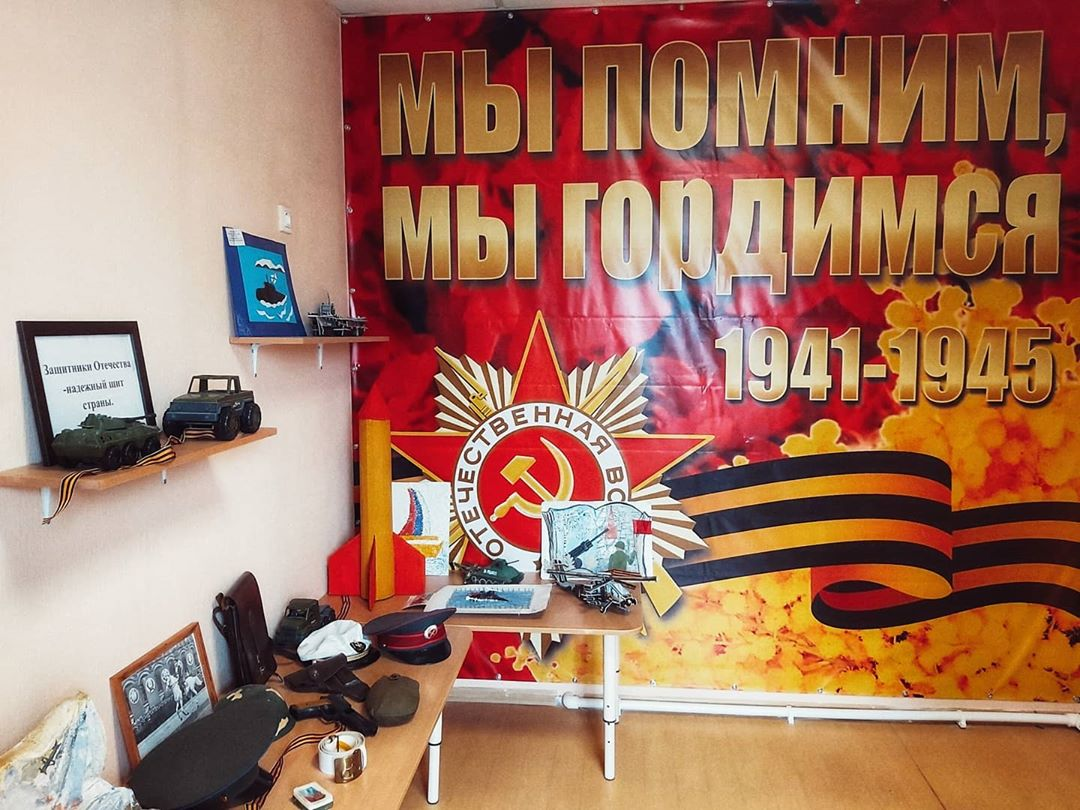 МЫ ПОМНИМ,
МЫ ГОРДИМСЯ
1941-1945
ОТЕЧЕСТВЕННАЯ ВО
Защитники Отечества
-надежный щит
страны.